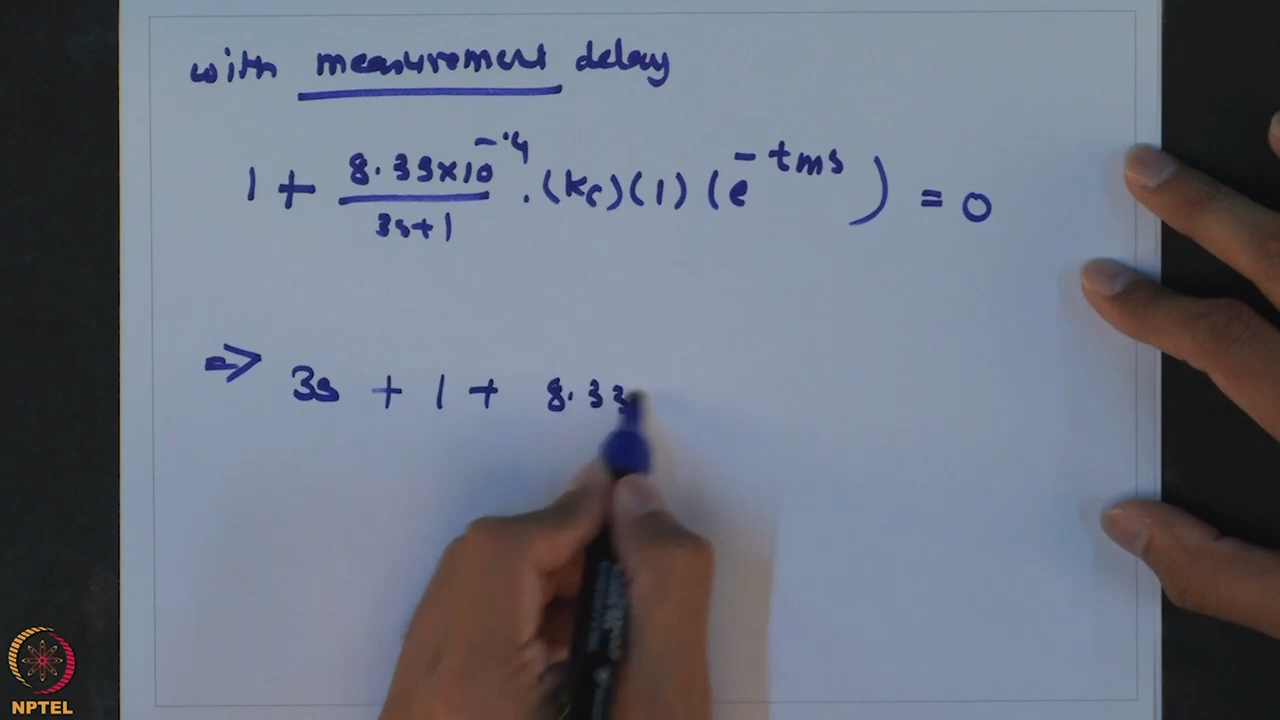 with measurement delay
1 + 8.33×10^-4 / 3s+1 . (Kc)(1)(e^-tms) = 0
⇒ 3s + 1 + 8.33
NPTEL